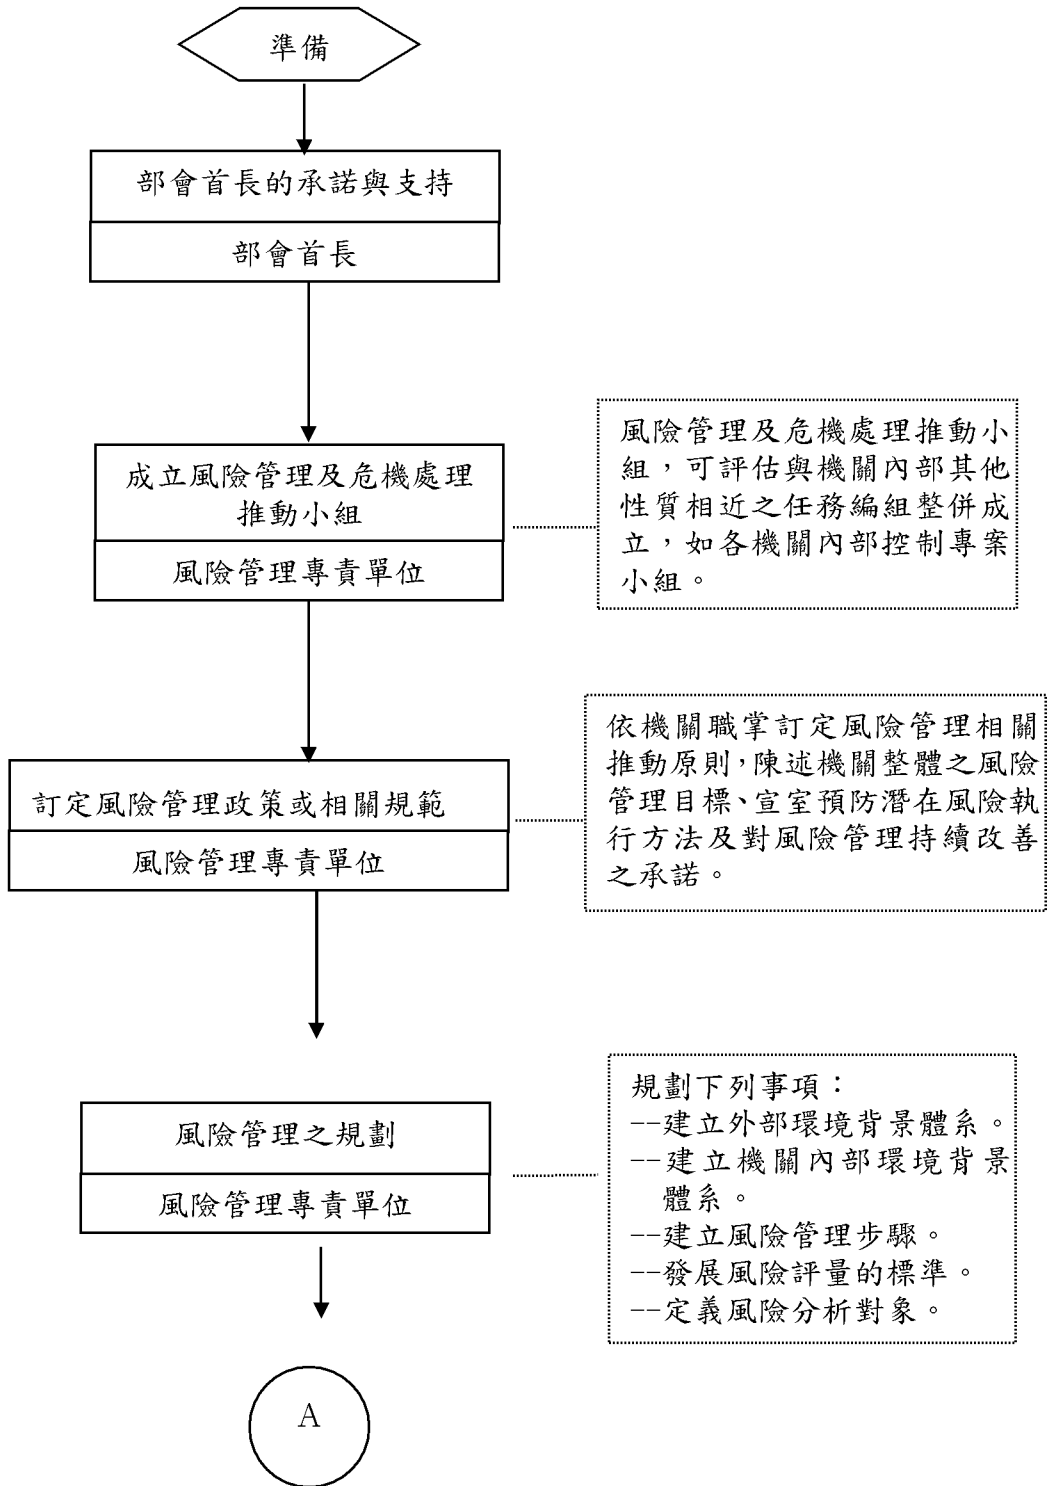 準備
部會首長的承諾與支持
部會首長
成立風險管理及危機處理
推動小組
風險管理專責單位
風險管理及危機處理推動小
組，可評估與機關內部其他
性質相近之任務編組整併成
立，如各機關內部控制專案
小組。
訂定風險管理政策或相關規範
風險管理專責單位
依機關職掌訂定風險管理相關
推動原則，陳述機關整體之風險
管理目標、宣室預防潛在風險執
行方法及對風險管理持續改善
之承諾。
風險管理之規劃
風險管理專責單位
規劃下列事項：
--建立外部環境背景體系。
--建立機關內部環境背景
體系。
--建立風險管理步驟。
--發展風險評量的標準。
--定義風險分析對象。
A